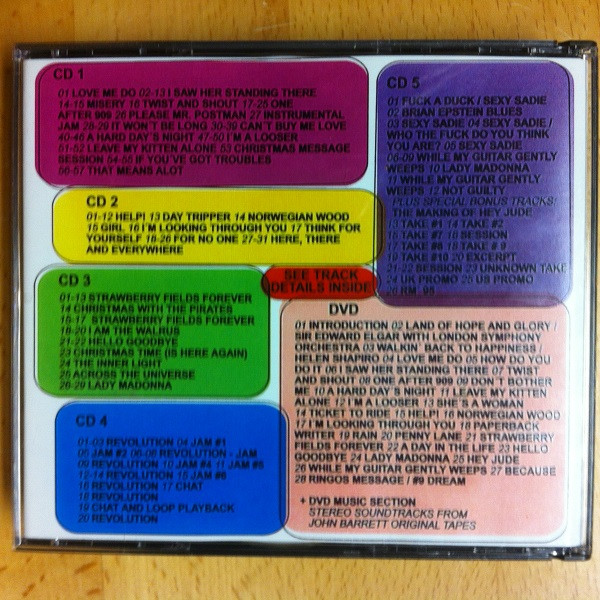 CD 1
01 LOVE ME DO 02-13 I SAW HER STANDING THERE
14-15 MISERY 16 TWIST AND SHOUT 17-25 ONE
AFTER 909 26 PLEASE MR. POSTMAN 27 INSTRUMENTAL
JAM 28-29 IT WON´T BE LONG 30-39 CAN´T BUY ME LOVE
40-46 A HARD DAY´S NIGHT 47-50 I´M A LOOSER
51-52 LEAVE MY KITTEN ALONE 53 CHRISTMAS MESSAGE
SESSION 54-55 IF YOU´VE GOT TROUBLES
56-57 THAT MEANS ALOT
CD 2
01-12 HELP! 13 DAY TRIPPER 14 NORWEGIAN WOOD
15 GIRL 16 I´M LOOKING THROUGH YOU 17 THINK FOR
YOURSELF 18-26 FOR NO ONE 27-31 HERE, THERE
AND EVERYWHERE
CD 3
01-13 STRAWBERRY FIELDS FOREVER
14 CHRISTMAS WITH THE PIRATES
15-17 STRAWBERRY FIELDS FOREVER
18-20 I AM THE WALRUS
21-22 HELLO GOODBYE
23 CHRISTMAS TIME (IS HERE AGAIN)
24 THE INNER LIGHT
25 ACROSS THE UNIVERSE
26-29 LADY MADONNA
CD 4
01-03 REVOLUTION 04 JAM #1
05 JAM #2 06-08 REVOLUTION - JAM
09 REVOLUTION 10 JAM #4 11 JAM #5
12-14 REVOLUTION 15 JAM #6
16 REVOLUTION 17 CHAT
18 REVOLUTION
19 CHAT AND LOOP PLAYBACK
20 REVOLUTION
CD 5
01 FUCK A DUCK / SEXY SADIE
02 BRIAN EPSTEIN BLUES
03 SEXY SADIE 04 SEXY SADIE /
WHO THE FUCK DO YOU THINK
YOU ARE? 05 SEXY SADIE
06-09 WHILE MY GUITAR GENTLY
WEEPS 10 LADY MADONNA
11 WHILE MY GUITAR GENTLY
WEEPS 12 NOT GUILTY
PLUS SPECIAL BONUS TRACKS:
THE MAKING OF HEY JUDE
13 TAKE #1 14 TAKE #2
15 TAKE #7 16 SESSION
17 TAKE #8 18 TAKE # 9
19 TAKE #10 20 EXCERPT
21-22 SESSION 23 UNKNOWN TAKE
24 UK PROMO 25 US PROMO
26 RM 95
SEE TRACK
DETAILS INSIDE
DVD
01 INTRODUCTION 02 LAND OF HOPE AND GLORY /
SIR EDWARD ELGAR WITH LONDON SYMPHONY
ORCHESTRA 03 WALKIN´ BACK TO HAPPINESS /
HELEN SHAPIRO 04 LOVE ME DO 05 HOW DO YOU
DO IT 06 I SAW HER STANDING THERE 07 TWIST
AND SHOUT 08 ONE AFTER 909 09 DON´T BOTHER
ME 10 A HARD DAY´S NIGHT 11 LEAVE MY KITTEN
ALONE 12 I´M A LOOSER 13 SHE´S A WOMAN
14 TICKET TO RIDE 15 HELP! 16 NORWEGIAN WOOD
17 I´M LOOKING THROUGH YOU 18 PAPERBACK
WRITER 19 RAIN 20 PENNY LANE 21 STRAWBERRY
FIELDS FOREVER 22 A DAY IN THE LIFE 23 HELLO
GOODBYE 24 LADY MADONNA 25 HEY JUDE
26 WHILE MY GUITAR GENTLY WEEPS 27 BECAUSE
28 RINGOS MESSAGE / #9 DREAM
+ DVD MUSIC SECTION
STEREO SOUNDTRACKS FROM
JOHN BARRETT ORIGINAL TAPES